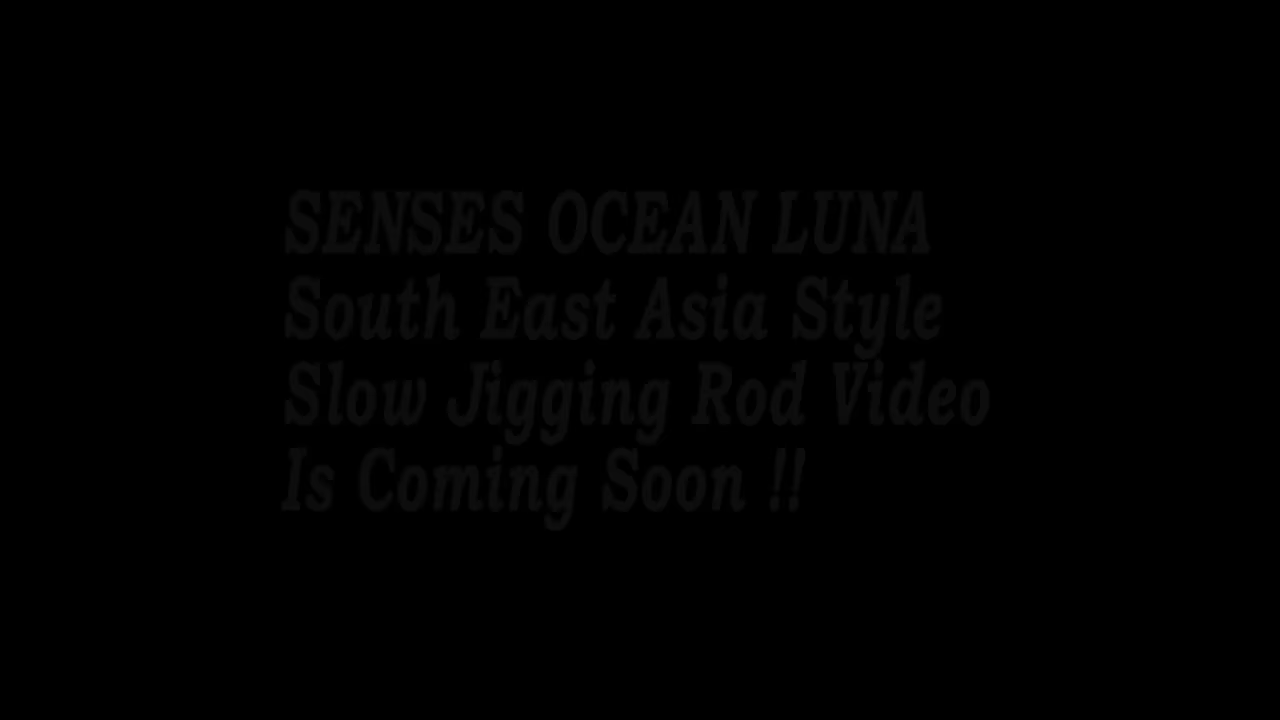 SENSES OCEAN LUNA
South East Asia Style
Slow Jigging Rod Video
Is Coming Soon !!